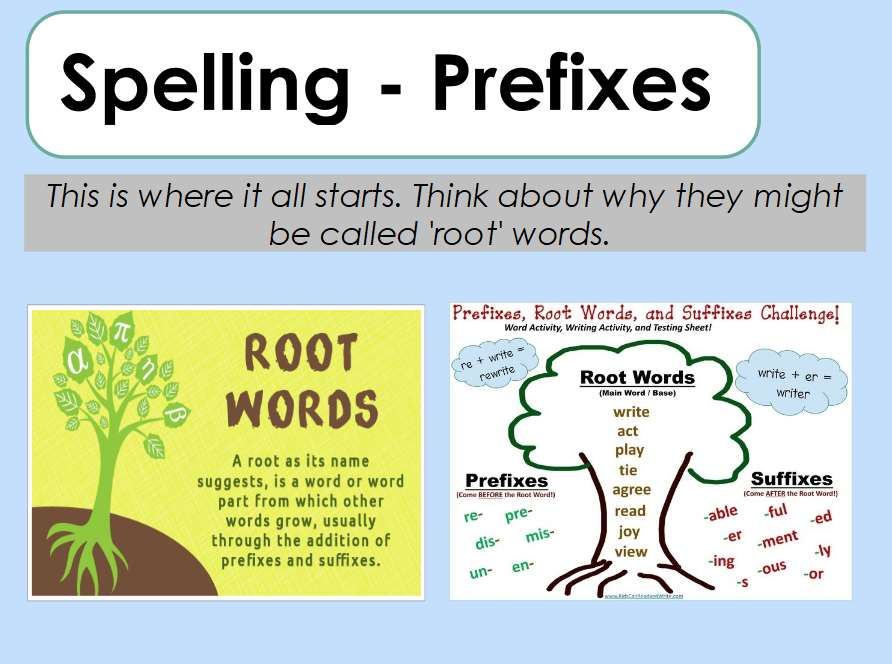 Spelling - Prefixes
This is where it all starts. Think about why they might
be called 'root' words.
α
π
η
β
ROOT
WORDS
A root as its name
suggests, is a word or word
part from which other
words grow, usually
through the addition of
prefixes and suffixes.
Prefixes, Root Words, and Suffixes Challenge!
Word Activity, Writing Activity, and Testing Sheet!
re + write =
rewrite
write + er =
writer
Root Words
(Main Word / Base)
write
act
play
tie
agree
read
joy
view
Prefixes
(Come BEFORE the Root Word!)
re- pre-
dis- mis-
un- en-
Suffixes
(Come AFTER the Root Word!)
-able -ful -ed
-er -ment
-ing -ous -ly
-s -or
www.KidsCanReadandWrite.com